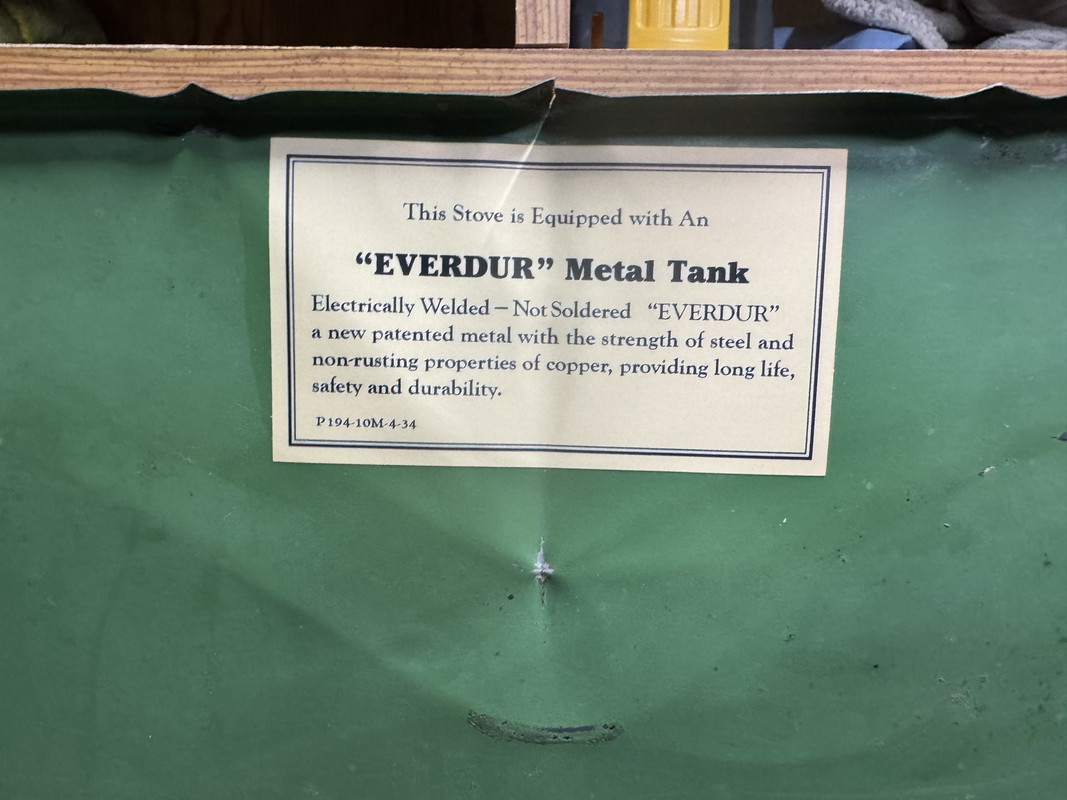 This Stove is Equipped with An
“EVERDUR” Metal Tank
Electrically Welded – Not Soldered “EVERDUR”
a new patented metal with the strength of steel and
non-rusting properties of copper, providing long life,
safety and durability.
P194-10M-4-34